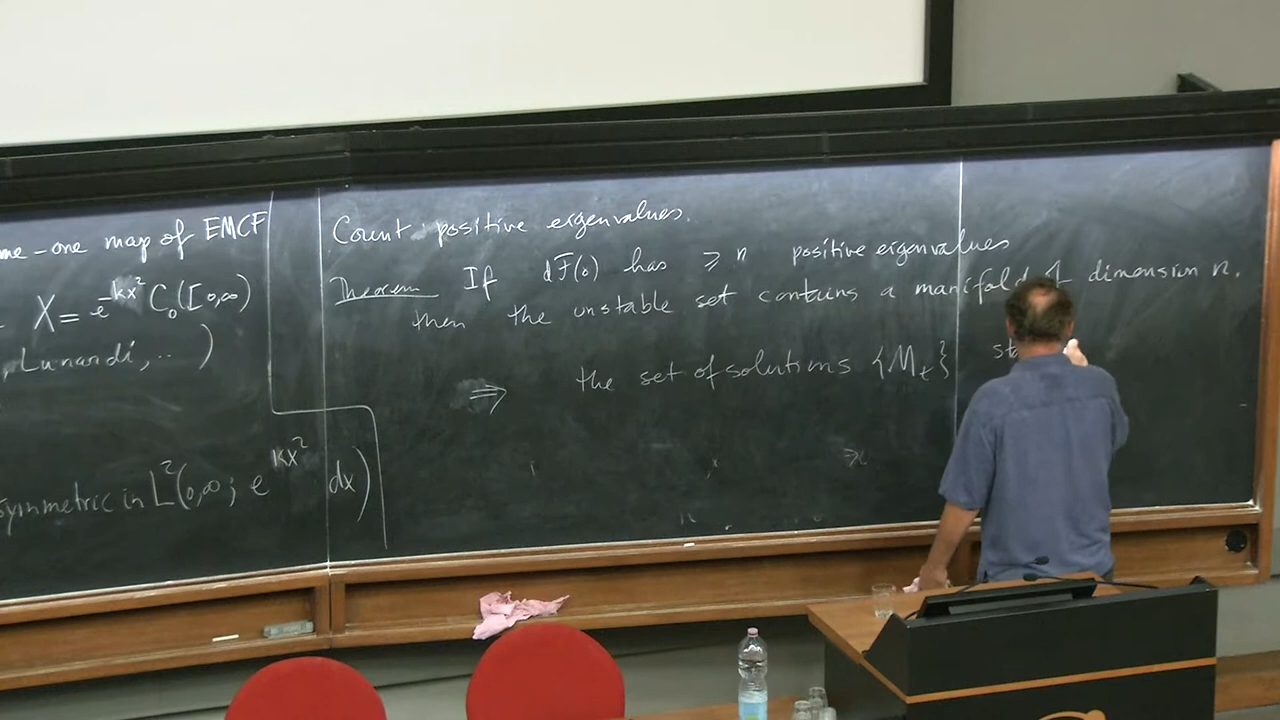 me-one map of EMCF
X = e^{-kx^2} C_0([0,∞)
, Lunardi, .. )
symmetric in L^2(0,∞; e^{kx^2} dx)
Count positive eigenvalues.
Theorem If dF(0) has ⩾ n positive eigenvalues
then the unstable set contains a manifold of dimension n.
⇒ the set of solutions {M_t}